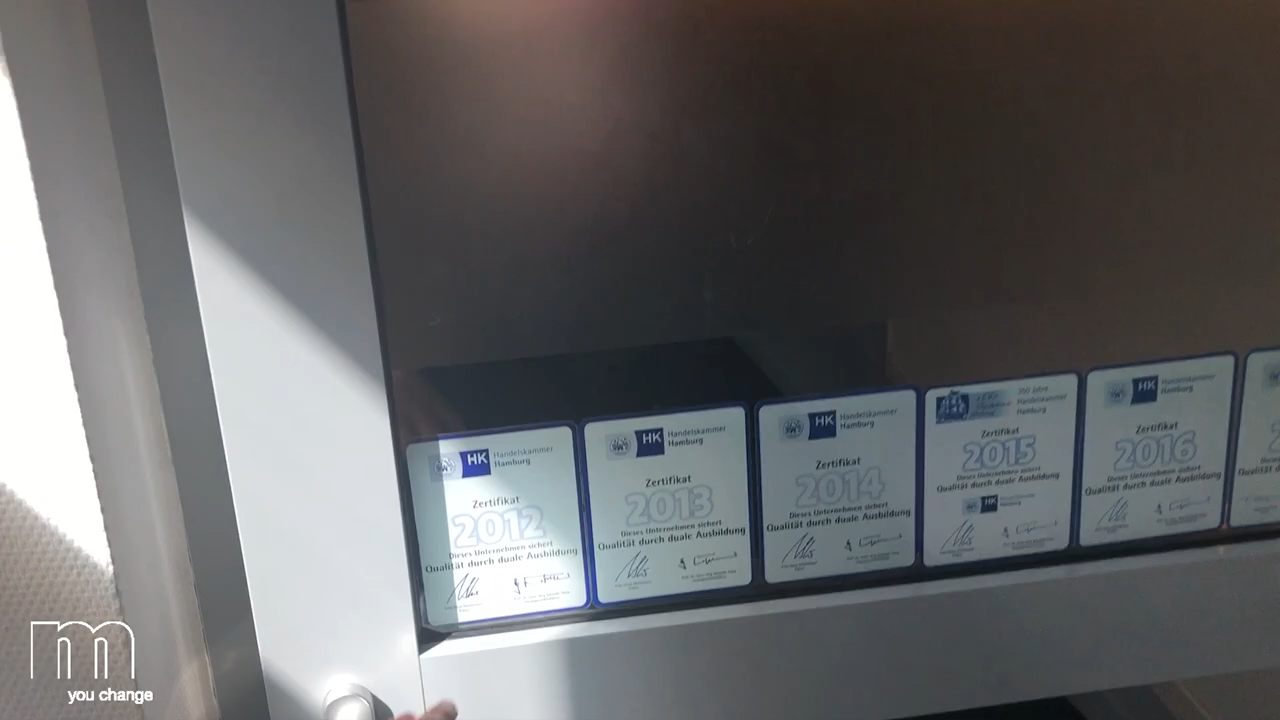 HK Handelskammer
Hamburg
Zertifikat
2012
Dieses Unternehmen sichert
Qualität durch duale Ausbildung
HK Handelskammer
Hamburg
Zertifikat
2013
Dieses Unternehmen sichert
Qualität durch duale Ausbildung
HK Handelskammer
Hamburg
Zertifikat
2014
Dieses Unternehmen sichert
Qualität durch duale Ausbildung
350 Jahre
Handelskammer
Hamburg
Zertifikat
2015
Dieses Unternehmen sichert
Qualität durch duale Ausbildung
HK
HK Handelskammer
Hamburg
Zertifikat
2016
Dieses Unternehmen sichert
Qualität durch duale Ausbildung
m
you change